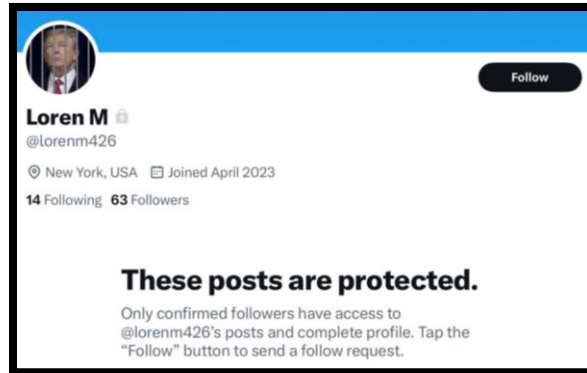 Follow
Loren M
@lorenm426
New York, USA Joined April 2023
14 Following 63 Followers
These posts are protected.
Only confirmed followers have access to
@lorenm426's posts and complete profile. Tap the
“Follow” button to send a follow request.